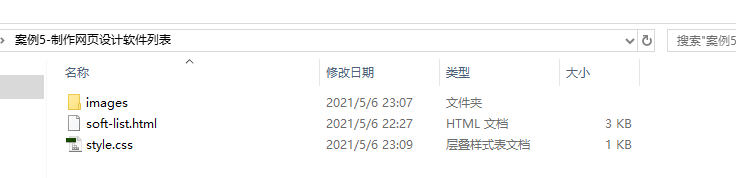 案例5-制作网页设计软件列表
搜索"案例5
名称 修改日期 类型 大小
images 2021/5/6 23:07 文件夹
soft-list.html 2021/5/6 22:27 HTML 文档 3 KB
style.css 2021/5/6 23:09 层叠样式表文档 1 KB